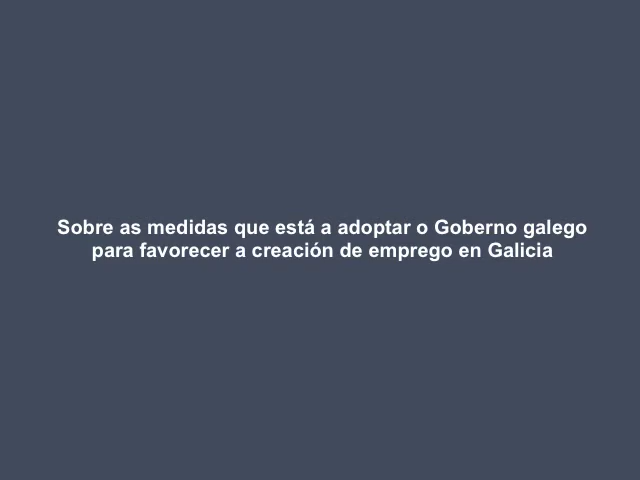 Sobre as medidas que está a adoptar o Goberno galego
para favorecer a creación de emprego en Galicia